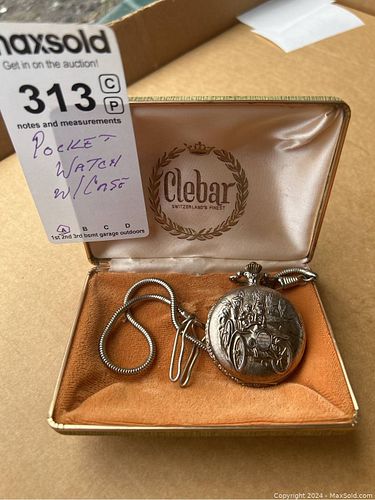 maxsold
Get in on the auction!
313 C
P
notes and measurements
POCKET
WATCH
W/CASE
A B C D
1st 2nd 3rd bsmt garage outdoors
Clebar
SWITZERLAND'S FINEST
Copyright 2024 - MaxSold.com